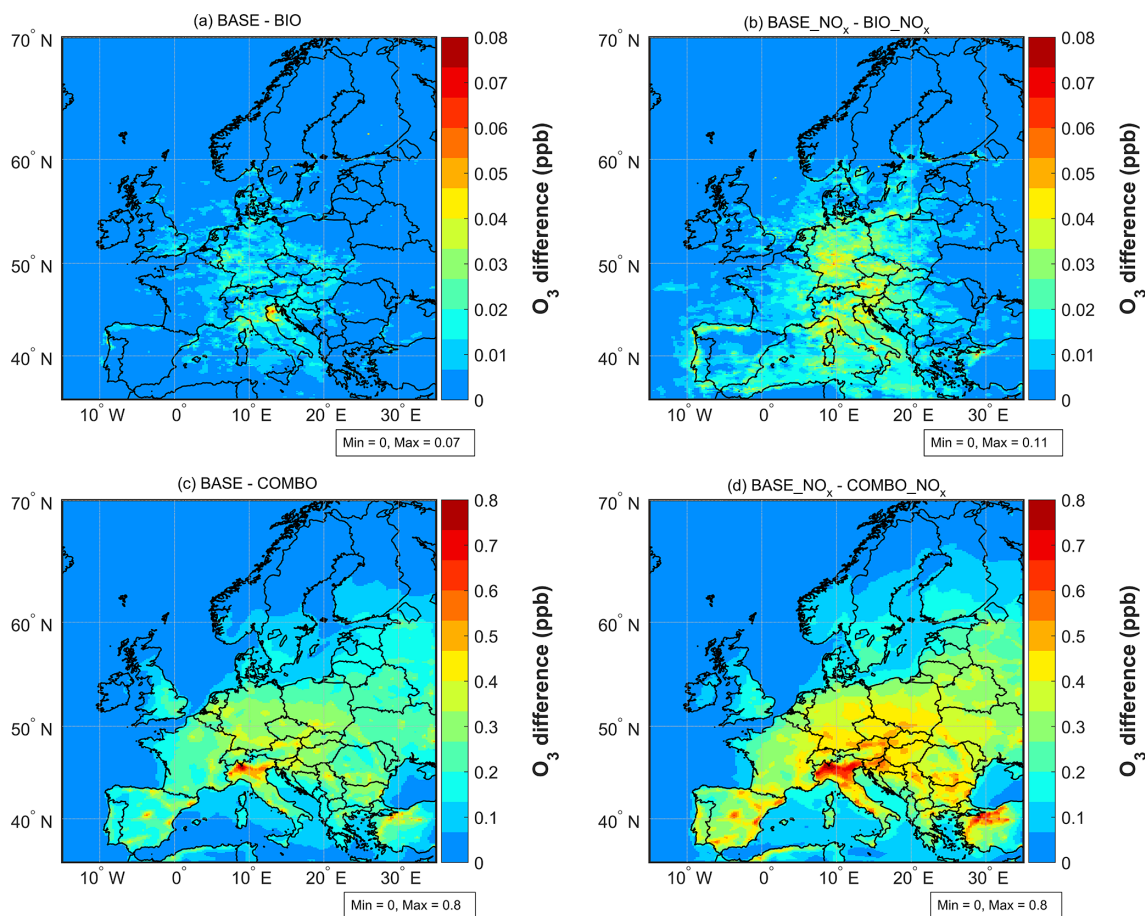 (a) BASE - BIO
70° N
60° N
50° N
40° N
10° W
0°
10° E
20° E
30° E
0.08
0.07
0.06
0.05
0.04
0.03
0.02
0.01
0
O₃ difference (ppb)
Min = 0, Max = 0.07
(b) BASE_NOₓ - BIO_NOₓ
70° N
60° N
50° N
40° N
10° W
0°
10° E
20° E
30° E
0.08
0.07
0.06
0.05
0.04
0.03
0.02
0.01
0
O₃ difference (ppb)
Min = 0, Max = 0.11
(c) BASE - COMBO
70° N
60° N
50° N
40° N
10° W
0°
10° E
20° E
30° E
0.8
0.7
0.6
0.5
0.4
0.3
0.2
0.1
0
O₃ difference (ppb)
Min = 0, Max = 0.8
(d) BASE_NOₓ - COMBO_NOₓ
70° N
60° N
50° N
40° N
10° W
0°
10° E
20° E
30° E
0.8
0.7
0.6
0.5
0.4
0.3
0.2
0.1
0
O₃ difference (ppb)
Min = 0, Max = 0.8